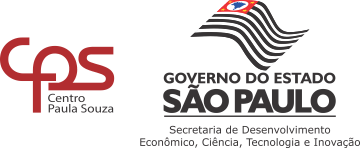 cps
Centro
Paula Souza
GOVERNO DO ESTADO
SÃO PAULO
Secretaria de Desenvolvimento
Econômico, Ciência, Tecnologia e Inovação